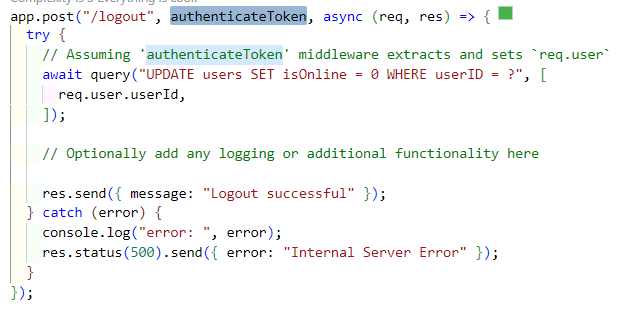 Complexity is 5 Everything is cool!
app.post("/logout", authenticateToken, async (req, res) => {
  try {
    // Assuming 'authenticateToken' middleware extracts and sets `req.user`
    await query("UPDATE users SET isOnline = 0 WHERE userID = ?", [
      req.user.userId,
    ]);
    // Optionally add any logging or additional functionality here
    res.send({ message: "Logout successful" });
  } catch (error) {
    console.log("error: ", error);
    res.status(500).send({ error: "Internal Server Error" });
  }
});